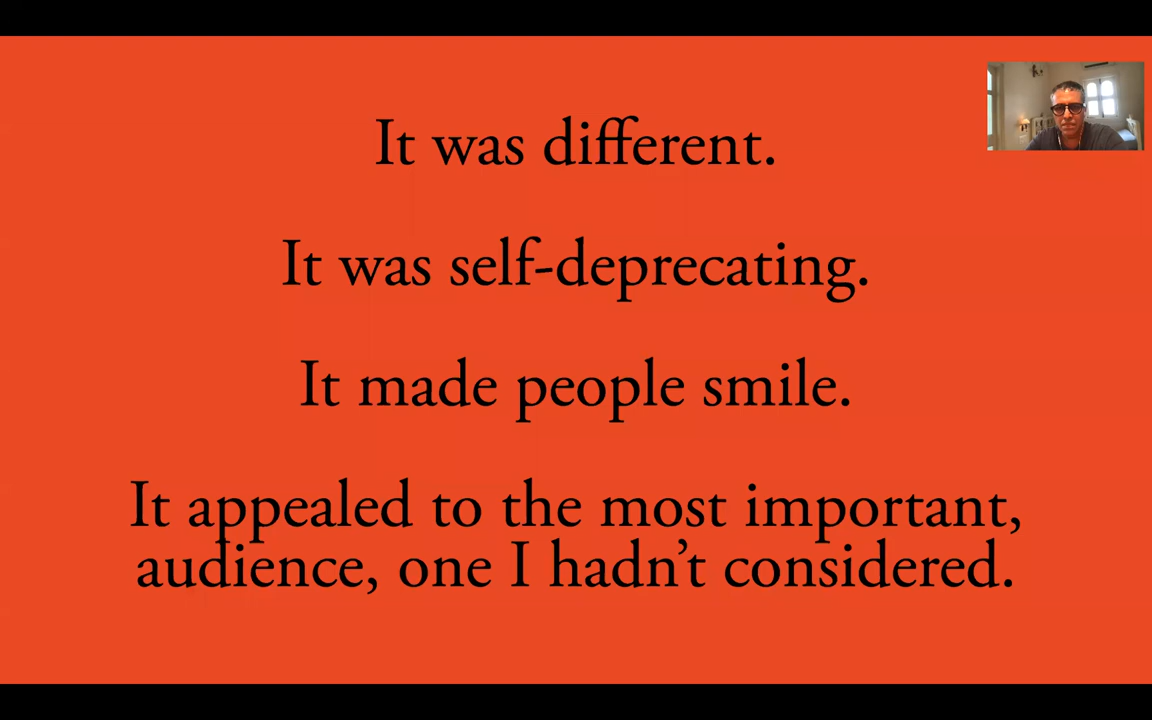 It was different.
It was self-deprecating.
It made people smile.
It appealed to the most important,
audience, one I hadn’t considered.